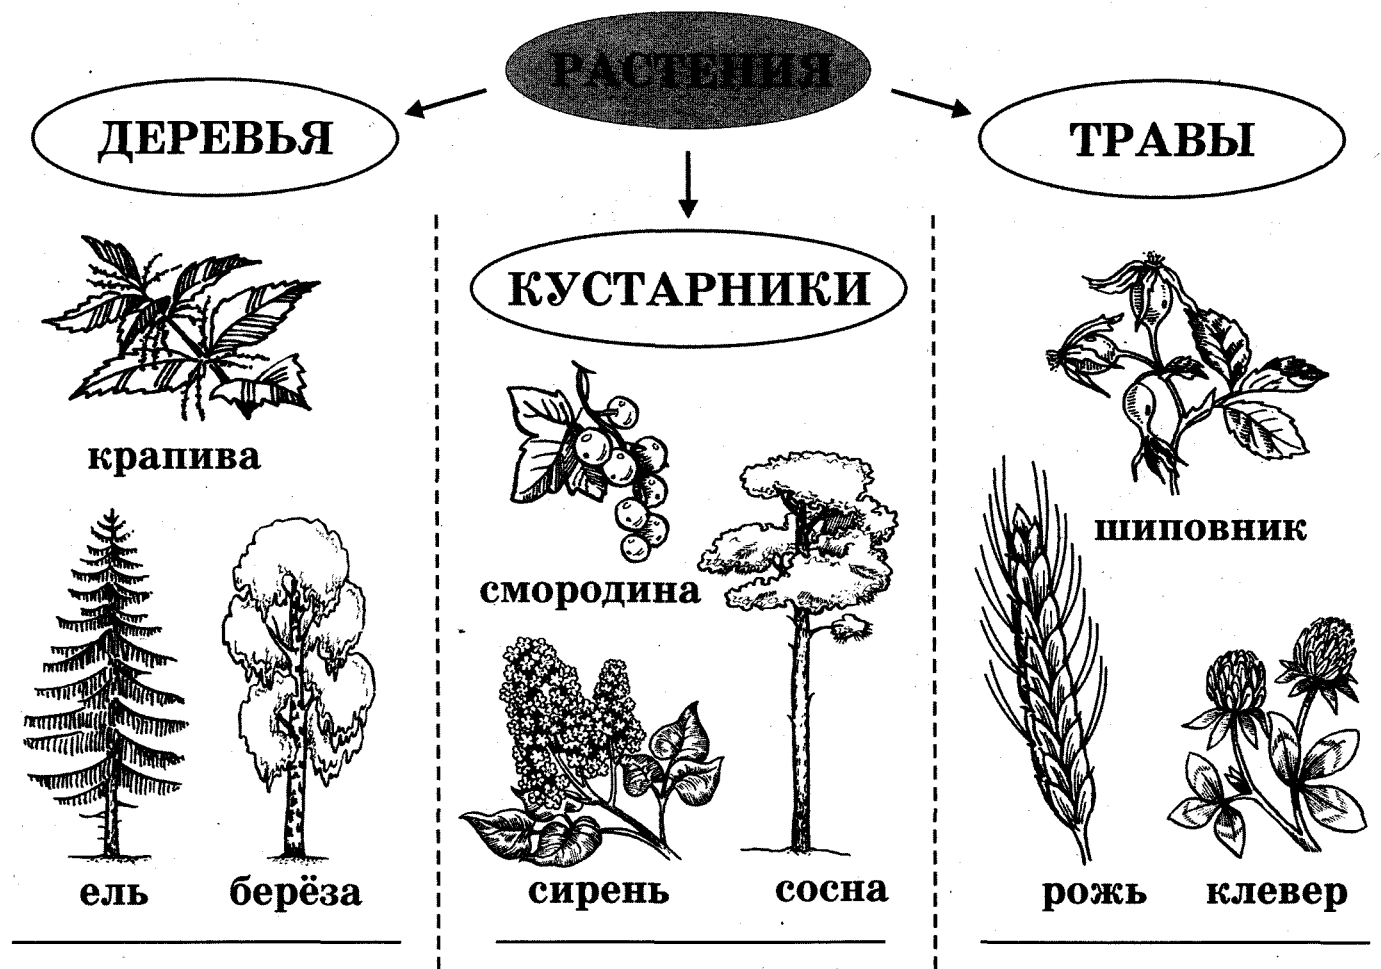 РАСТЕНИЯ
ДЕРЕВЬЯ
крапива
ель
берёза
КУСТАРНИКИ
смородина
сирень
сосна
ТРАВЫ
шиповник
рожь
клевер